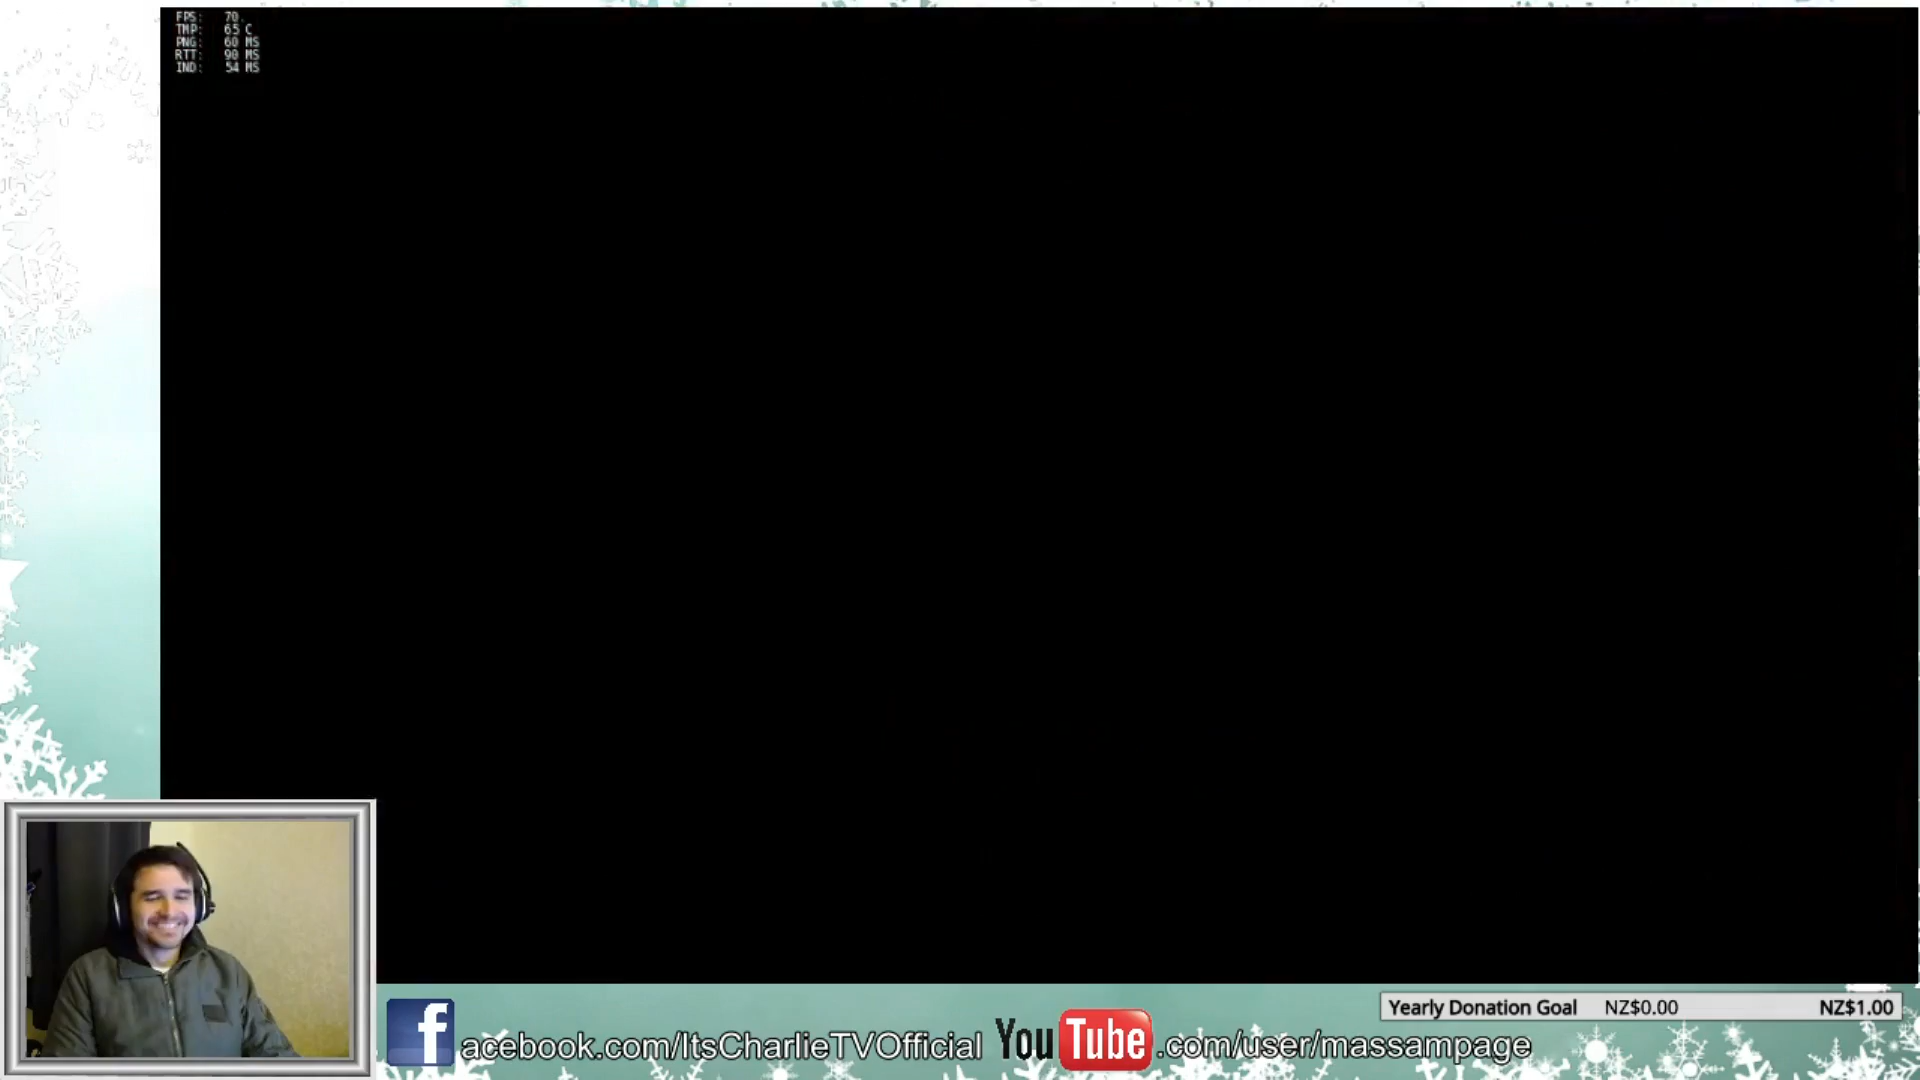 FPS: 70.
TMP: 65 C
PNG: 60 MS
RTT: 90 MS
IND: 54 MS
Yearly Donation Goal NZ$0.00 NZ$1.00
facebook.com/ItsCharlieTVOfficial YouTube.com/user/massampage